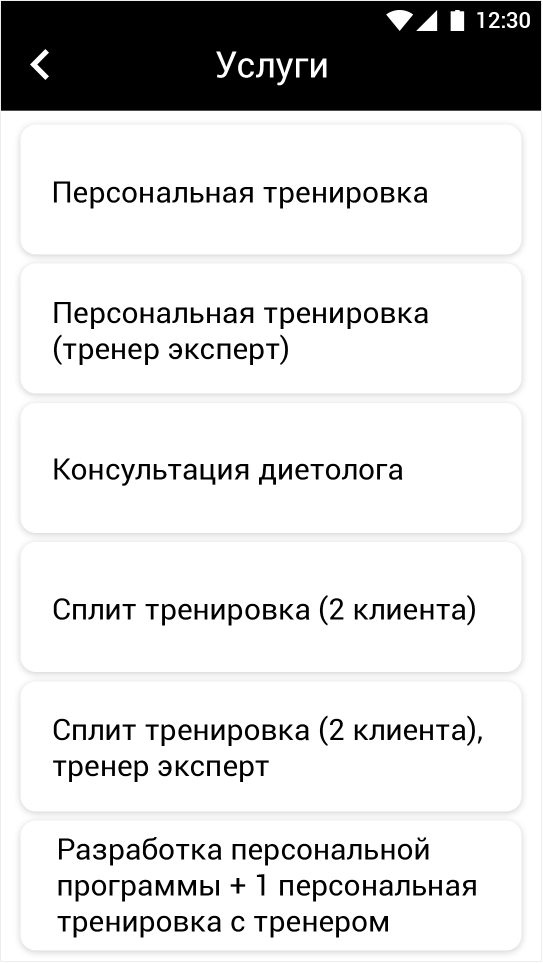 12:30
Услуги
Персональная тренировка
Персональная тренировка
(тренер эксперт)
Консультация диетолога
Сплит тренировка (2 клиента)
Сплит тренировка (2 клиента),
тренер эксперт
Разработка персональной
программы + 1 персональная
тренировка с тренером